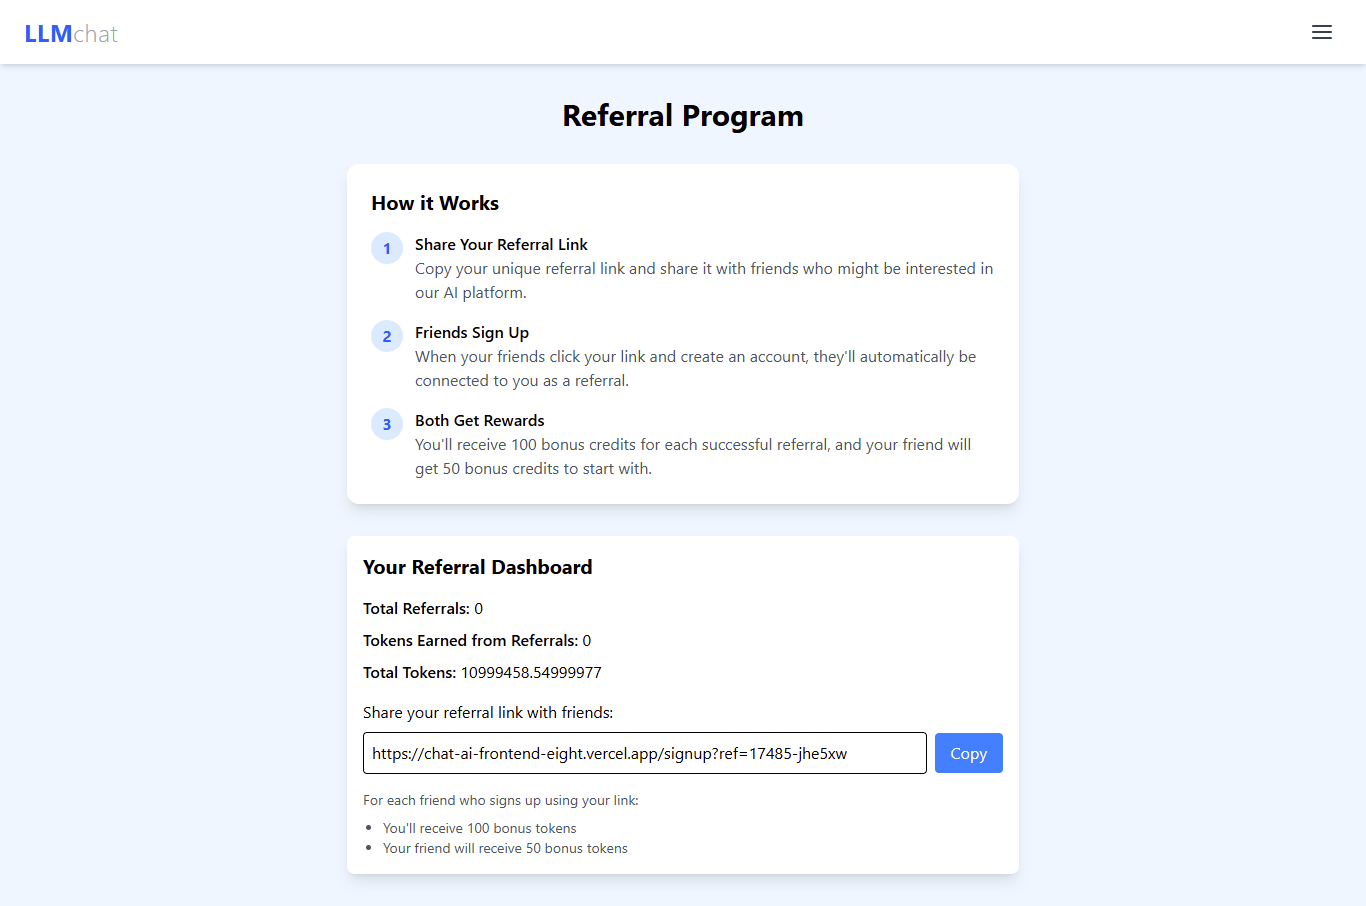 LLMchat
Referral Program
How it Works
1
Share Your Referral Link
Copy your unique referral link and share it with friends who might be interested in
our AI platform.
2
Friends Sign Up
When your friends click your link and create an account, they'll automatically be
connected to you as a referral.
3
Both Get Rewards
You'll receive 100 bonus credits for each successful referral, and your friend will
get 50 bonus credits to start with.
Your Referral Dashboard
Total Referrals: 0
Tokens Earned from Referrals: 0
Total Tokens: 10999458.54999977
Share your referral link with friends:
https://chat-ai-frontend-eight.vercel.app/signup?ref=17485-jhe5xw
Copy
For each friend who signs up using your link:
• You'll receive 100 bonus tokens
• Your friend will receive 50 bonus tokens